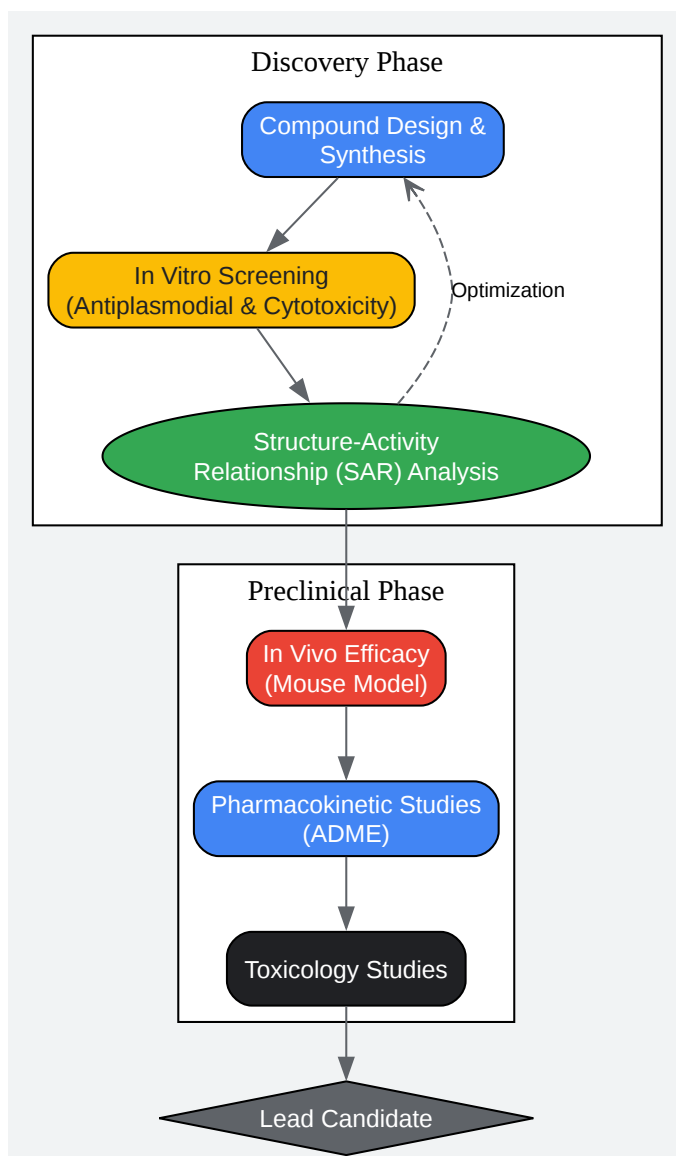 Discovery Phase
Compound Design &
Synthesis
In Vitro Screening
(Antiplasmodial & Cytotoxicity)
Optimization
Structure-Activity
Relationship (SAR) Analysis
Preclinical Phase
In Vivo Efficacy
(Mouse Model)
Pharmacokinetic Studies
(ADME)
Toxicology Studies
Lead Candidate